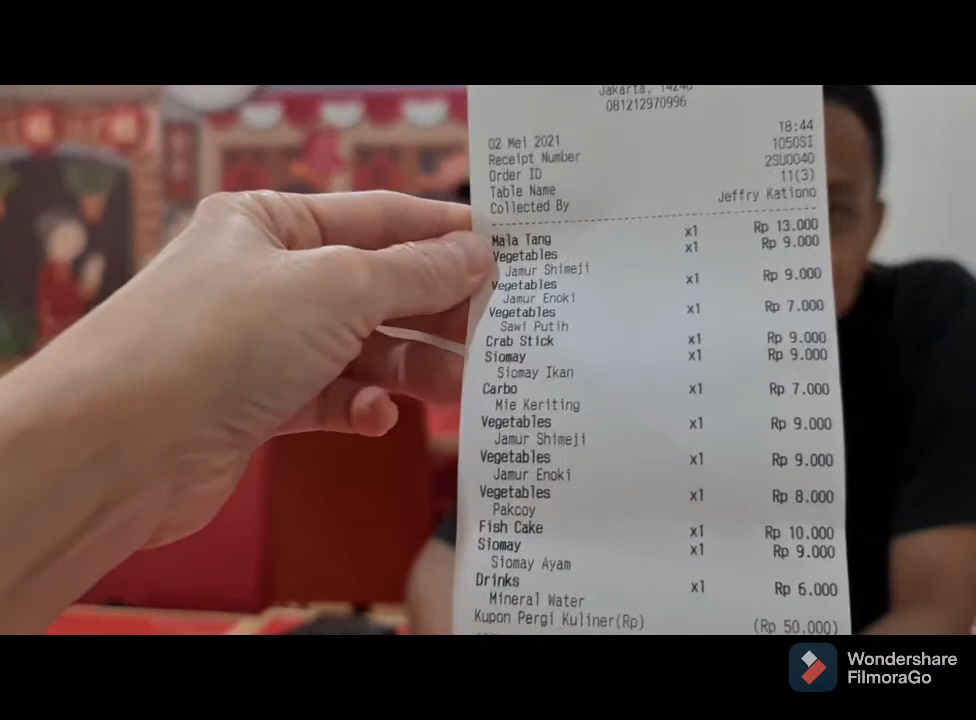 Jakarta, 14240
081212970996
18:44
02 Mei 2021 1050SI
Receipt Number 2SU0040
Order ID 11(3)
Table Name Jeffry Kationo
Collected By
Mala Tang x1 Rp 13.000
Vegetables x1 Rp 9.000
Jamur Shimeji
Vegetables x1 Rp 9.000
Jamur Enoki
Vegetables x1 Rp 7.000
Sawi Putih
Crab Stick x1 Rp 9.000
Siomay x1 Rp 9.000
Siomay Ikan
Carbo x1 Rp 7.000
Mie Keriting
Vegetables x1 Rp 9.000
Jamur Shimeji
Vegetables x1 Rp 9.000
Jamur Enoki
Vegetables x1 Rp 8.000
Pakcoy
Fish Cake x1 Rp 10.000
Siomay x1 Rp 9.000
Siomay Ayam
Drinks x1 Rp 6.000
Mineral Water
Kupon Pergi Kuliner(Rp) (Rp 50.000)
Wondershare
FilmoraGo